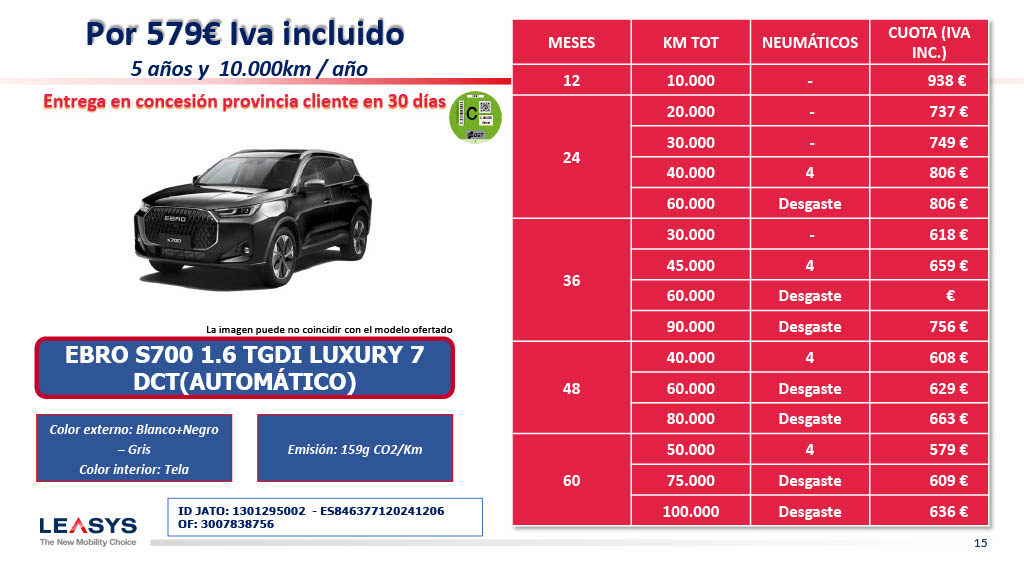 Por 579€ Iva incluido
5 años y 10.000km / año
Entrega en concesión provincia cliente en 30 días
C
DGT
EBRO
s700
La imagen puede no coincidir con el modelo ofertado
EBRO S700 1.6 TGDI LUXURY 7
DCT(AUTOMÁTICO)
Color externo: Blanco+Negro
– Gris
Color interior: Tela
Emisión: 159g CO2/Km
ID JATO: 1301295002 - ES846377120241206
OF: 3007838756
LEASYS
The New Mobility Choice
MESES KM TOT NEUMÁTICOS CUOTA (IVA
INC.)
12 10.000 - 938 €
24 20.000 - 737 €
30.000 - 749 €
40.000 4 806 €
60.000 Desgaste 806 €
36 30.000 - 618 €
45.000 4 659 €
60.000 Desgaste €
90.000 Desgaste 756 €
48 40.000 4 608 €
60.000 Desgaste 629 €
80.000 Desgaste 663 €
60 50.000 4 579 €
75.000 Desgaste 609 €
100.000 Desgaste 636 €
15